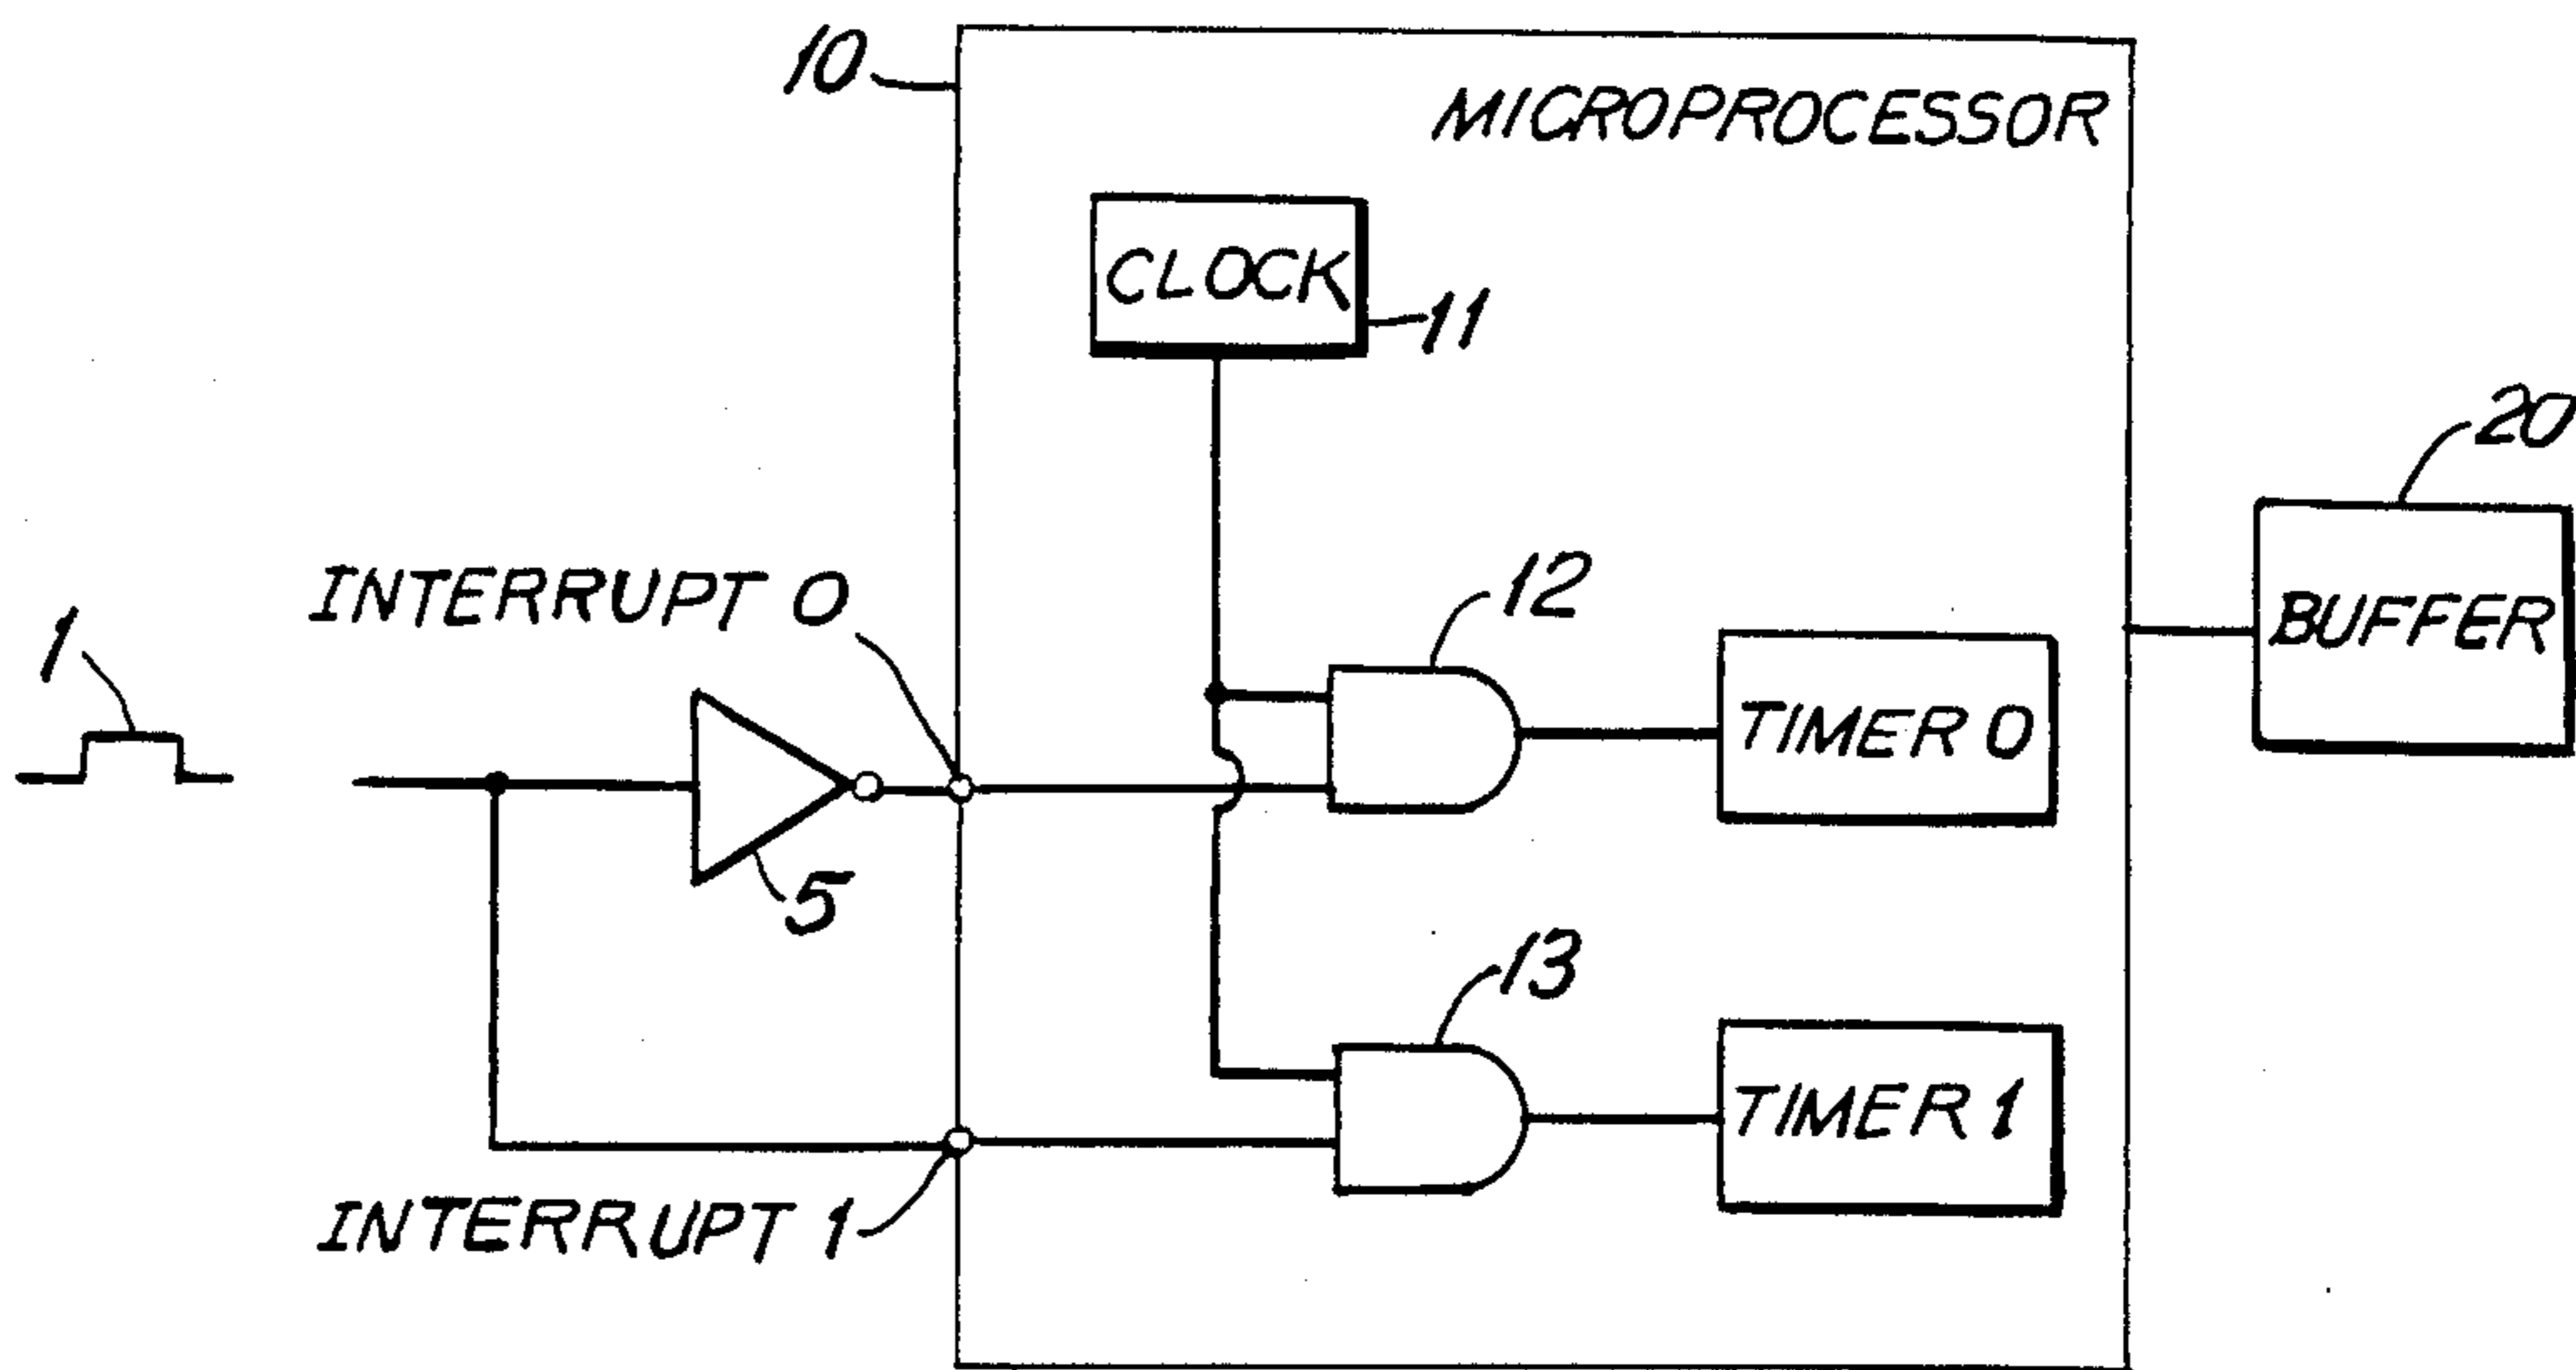 10
MICROPROCESSOR
CLOCK
11
20
INTERRUPT 0
12
1
BUFFER
TIMER 0
5
13
TIMER 1
INTERRUPT 1